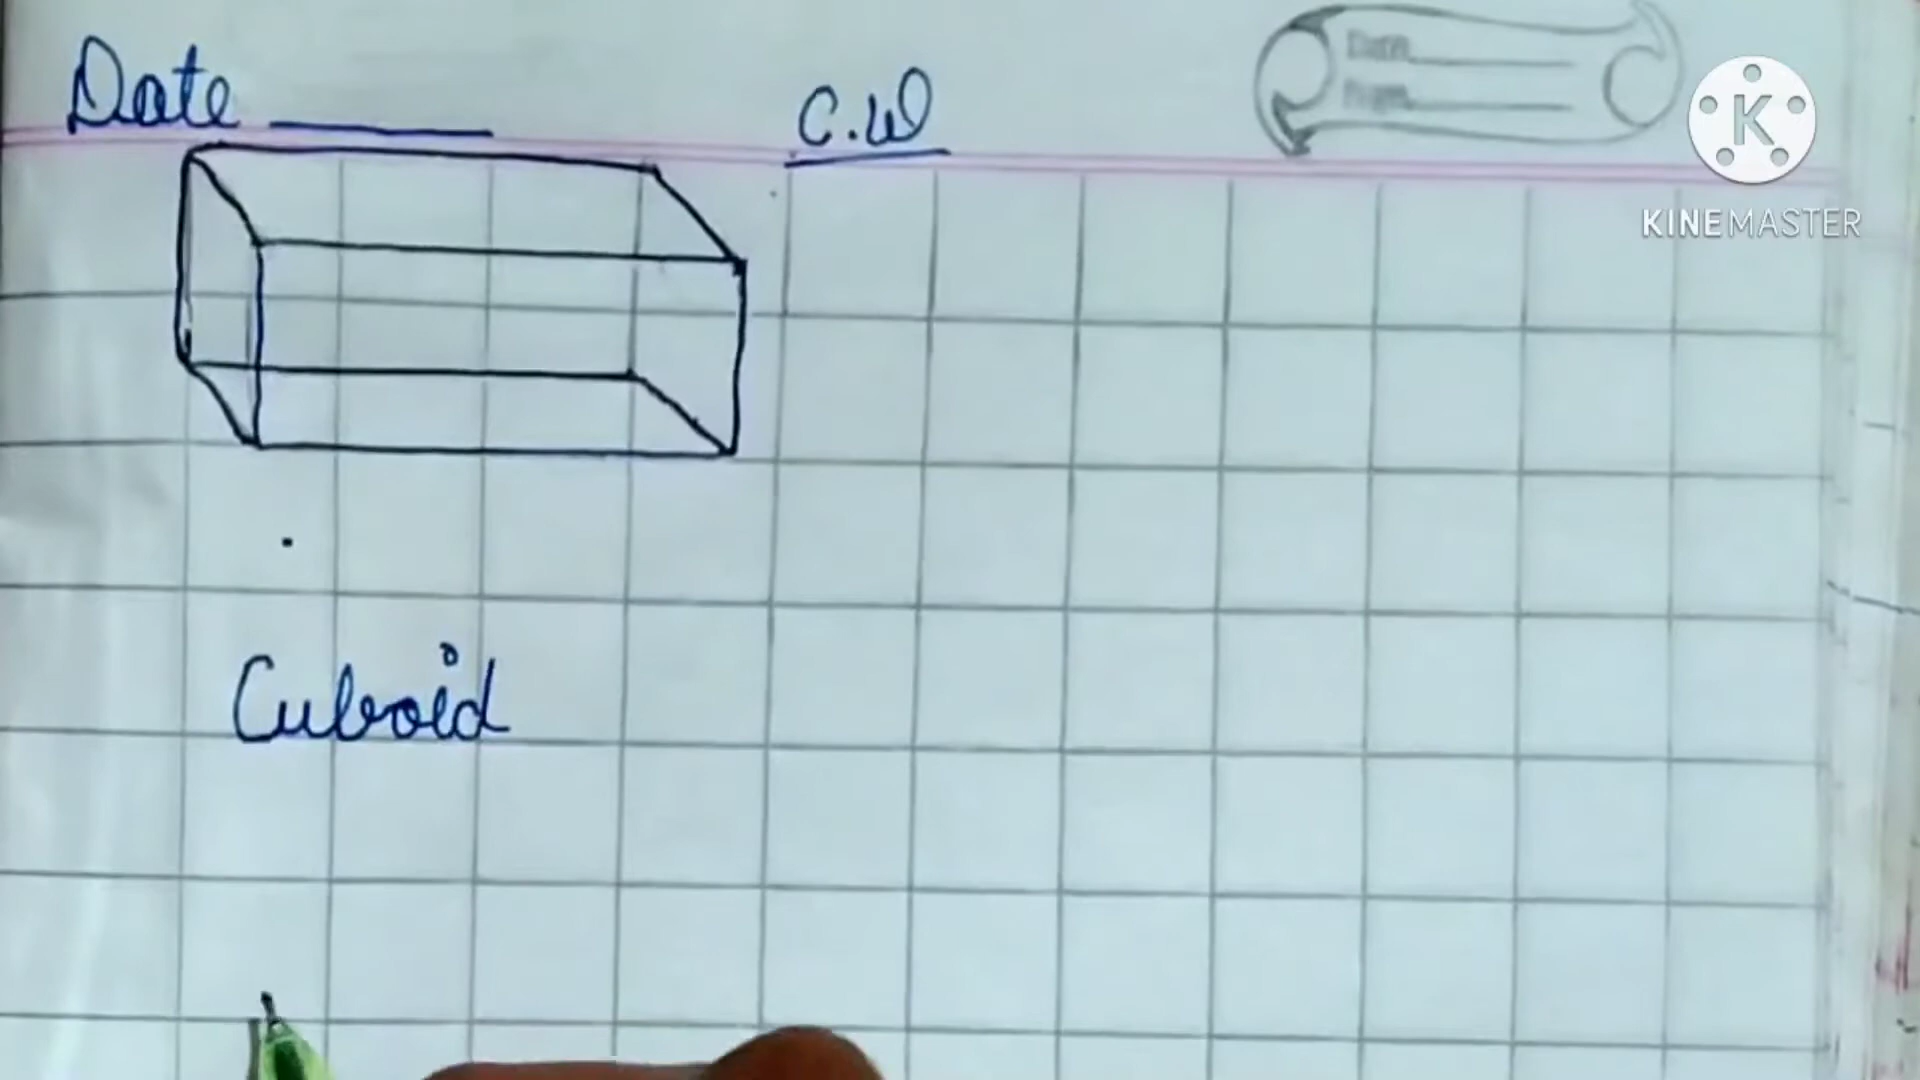 Date
C.W
Date
Page
KINEMASTER
Cuboid